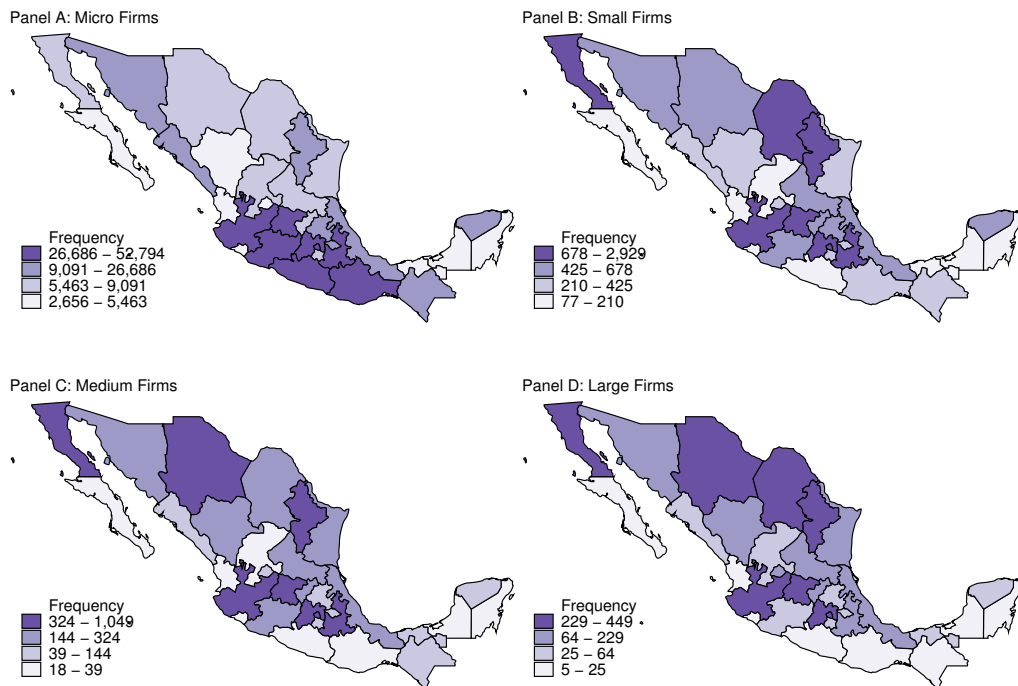 Panel A: Micro Firms
Frequency
26,686 − 52,794
9,091 − 26,686
5,463 − 9,091
2,656 − 5,463
Panel B: Small Firms
Frequency
678 − 2,929
425 − 678
210 − 425
77 − 210
Panel C: Medium Firms
Frequency
324 − 1,049
144 − 324
39 − 144
18 − 39
Panel D: Large Firms
Frequency
229 − 449
64 − 229
25 − 64
5 − 25